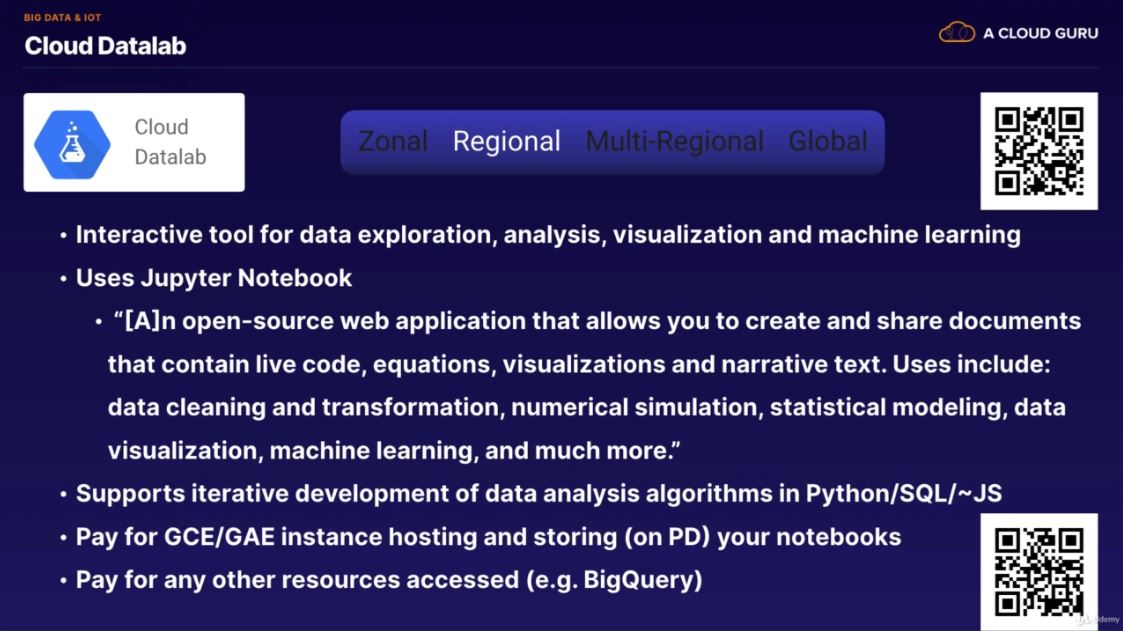 BIG DATA & IOT
Cloud Datalab
A CLOUD GURU
Cloud
Datalab
Zonal Regional Multi-Regional Global
• Interactive tool for data exploration, analysis, visualization and machine learning
• Uses Jupyter Notebook
• “[A]n open-source web application that allows you to create and share documents
that contain live code, equations, visualizations and narrative text. Uses include:
data cleaning and transformation, numerical simulation, statistical modeling, data
visualization, machine learning, and much more.”
• Supports iterative development of data analysis algorithms in Python/SQL/~JS
• Pay for GCE/GAE instance hosting and storing (on PD) your notebooks
• Pay for any other resources accessed (e.g. BigQuery)
Udemy